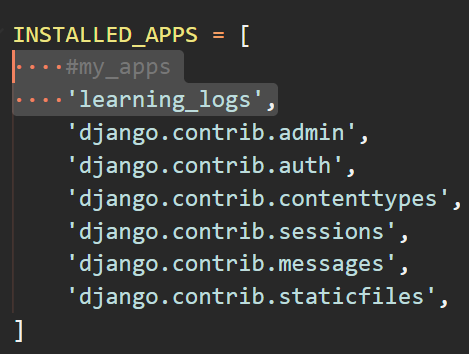 INSTALLED_APPS = [
    #my_apps
    'learning_logs',
    'django.contrib.admin',
    'django.contrib.auth',
    'django.contrib.contenttypes',
    'django.contrib.sessions',
    'django.contrib.messages',
    'django.contrib.staticfiles',
]